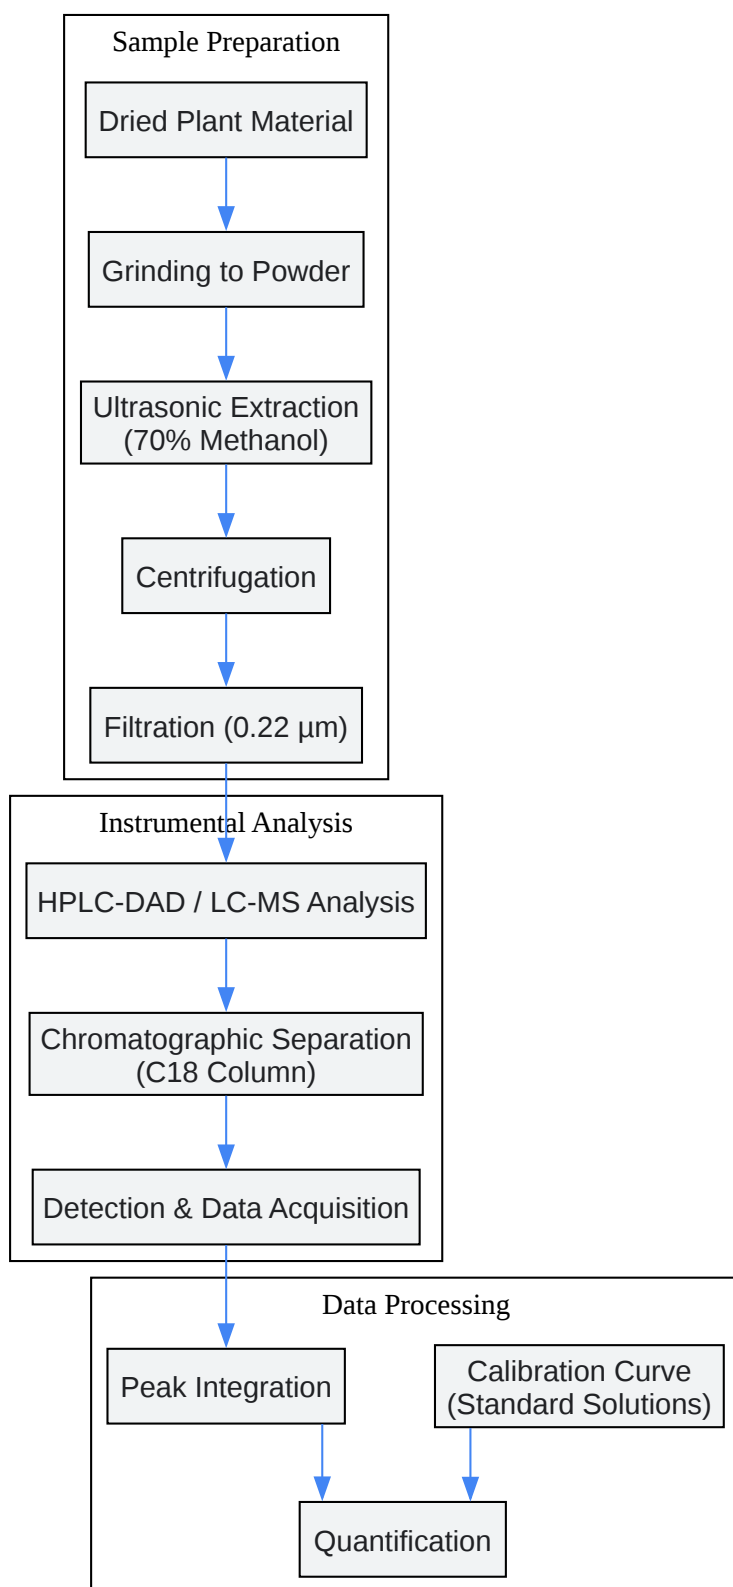 Sample Preparation
Dried Plant Material
Grinding to Powder
Ultrasonic Extraction
(70% Methanol)
Centrifugation
Filtration (0.22 µm)
Instrumental Analysis
HPLC-DAD / LC-MS Analysis
Chromatographic Separation
(C18 Column)
Detection & Data Acquisition
Data Processing
Peak Integration
Calibration Curve
(Standard Solutions)
Quantification